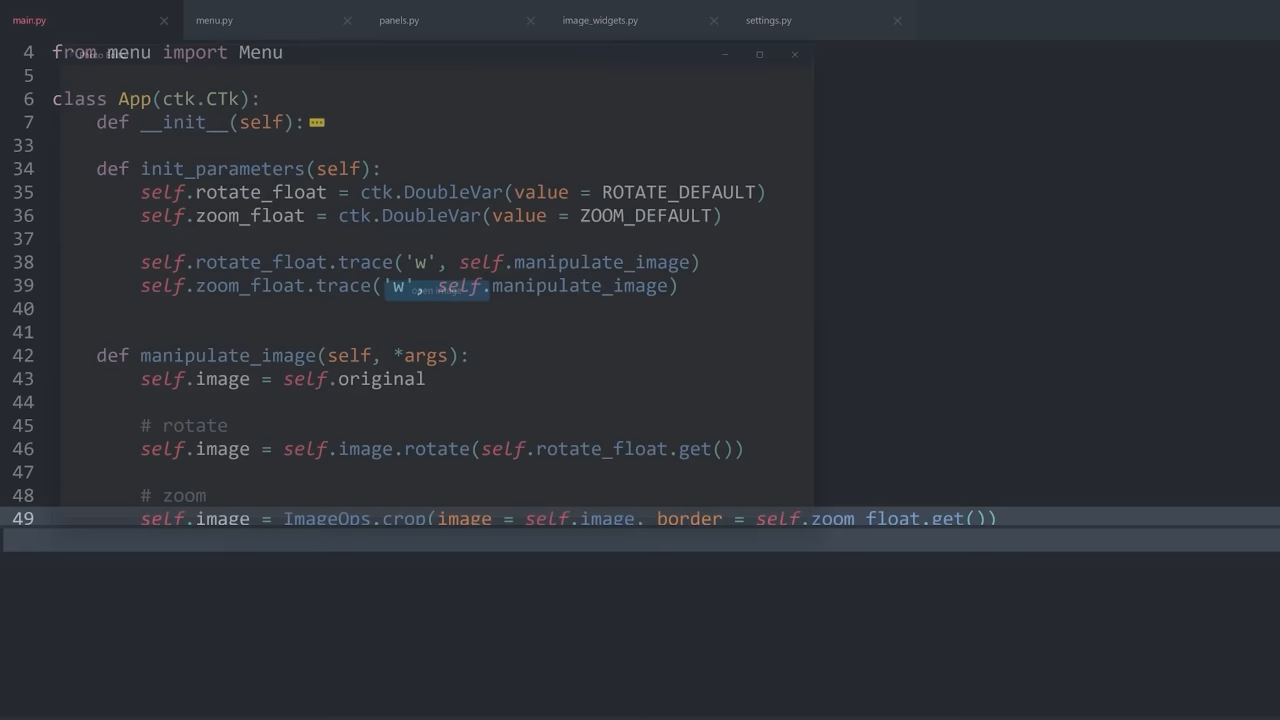 main.py menu.py panels.py image_widgets.py settings.py
4 from menu import Menu
5
6 class App(ctk.CTk):
7 def __init__(self):
33
34 def init_parameters(self):
35 self.rotate_float = ctk.DoubleVar(value = ROTATE_DEFAULT)
36 self.zoom_float = ctk.DoubleVar(value = ZOOM_DEFAULT)
37
38 self.rotate_float.trace('w', self.manipulate_image)
39 self.zoom_float.trace('w', self.manipulate_image)
open image
40
41
42 def manipulate_image(self, *args):
43 self.image = self.original
44
45 # rotate
46 self.image = self.image.rotate(self.rotate_float.get())
47
48 # zoom
49 self.image = ImageOps.crop(image = self.image, border = self.zoom_float.get())